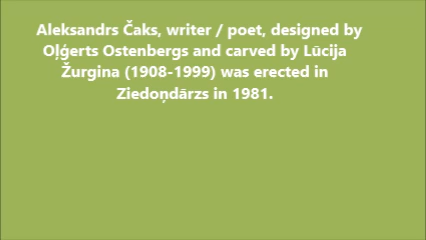 Aleksandrs Čaks, writer / poet, designed by
Oļģerts Ostenbergs and carved by Lūcija
Žurgina (1908-1999) was erected in
Ziedoņdārzs in 1981.